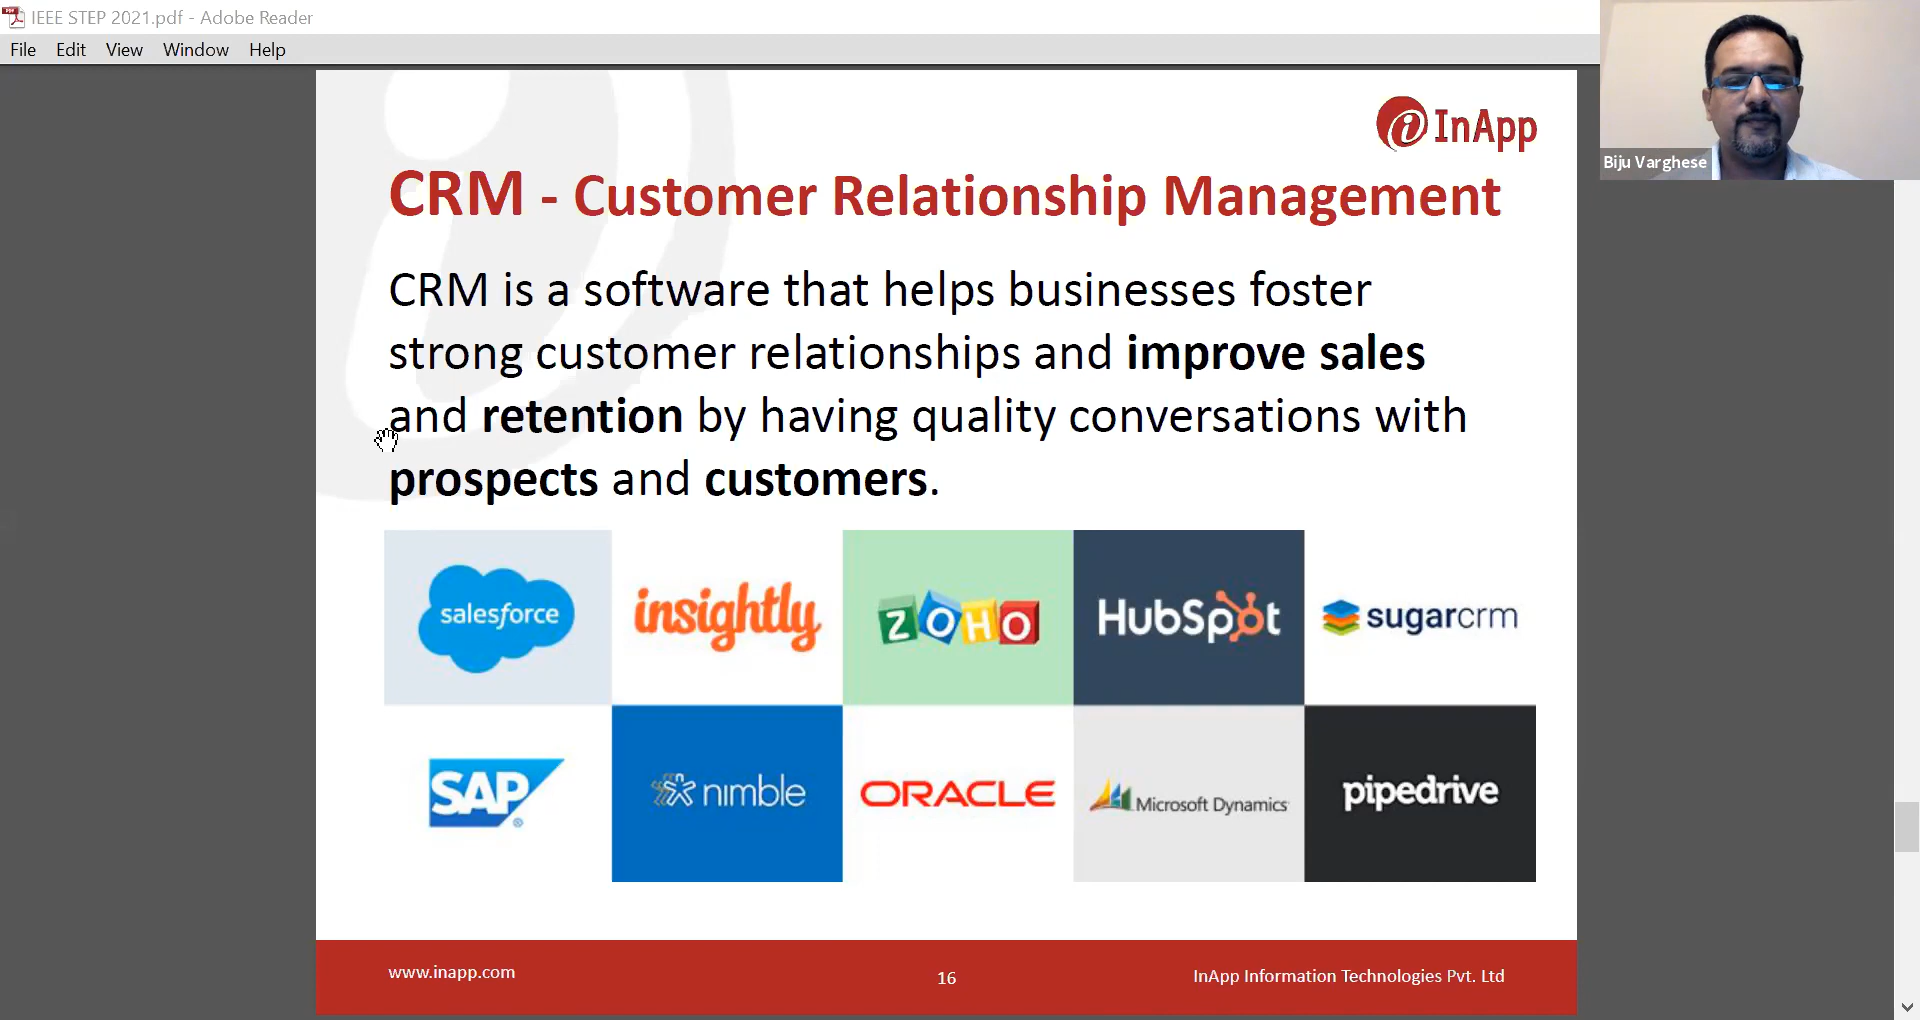 IEEE STEP 2021.pdf - Adobe Reader
File Edit View Window Help
InApp
Biju Varghese
CRM - Customer Relationship Management
CRM is a software that helps businesses foster
strong customer relationships and improve sales
and retention by having quality conversations with
prospects and customers.
salesforce
insightly
ZOHO
HubSpot
sugarcrm
SAP
nimble
ORACLE
Microsoft Dynamics
pipedrive
www.inapp.com
16
InApp Information Technologies Pvt. Ltd